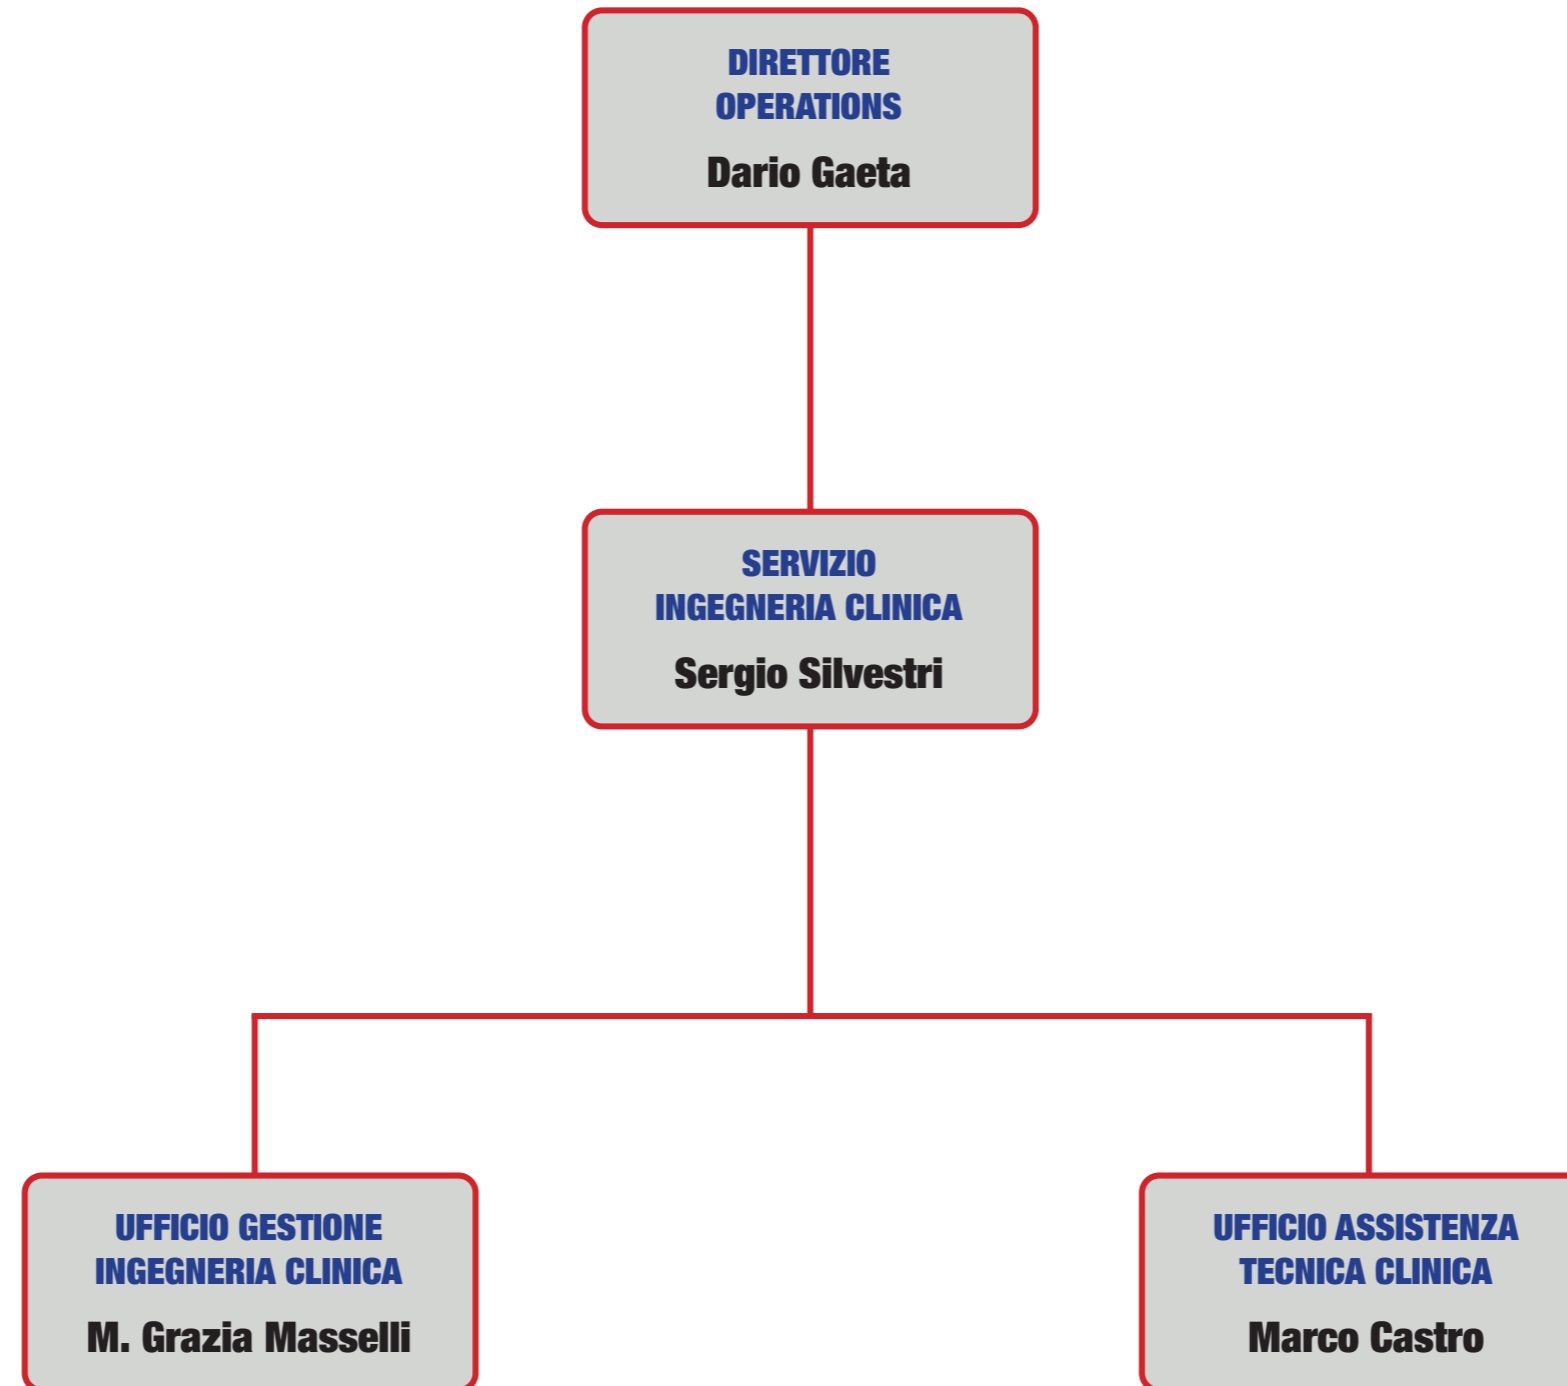 DIRETTORE
OPERATIONS
Dario Gaeta
SERVIZIO
INGEGNERIA CLINICA
Sergio Silvestri
UFFICIO GESTIONE
INGEGNERIA CLINICA
M. Grazia Masselli
UFFICIO ASSISTENZA
TECNICA CLINICA
Marco Castro